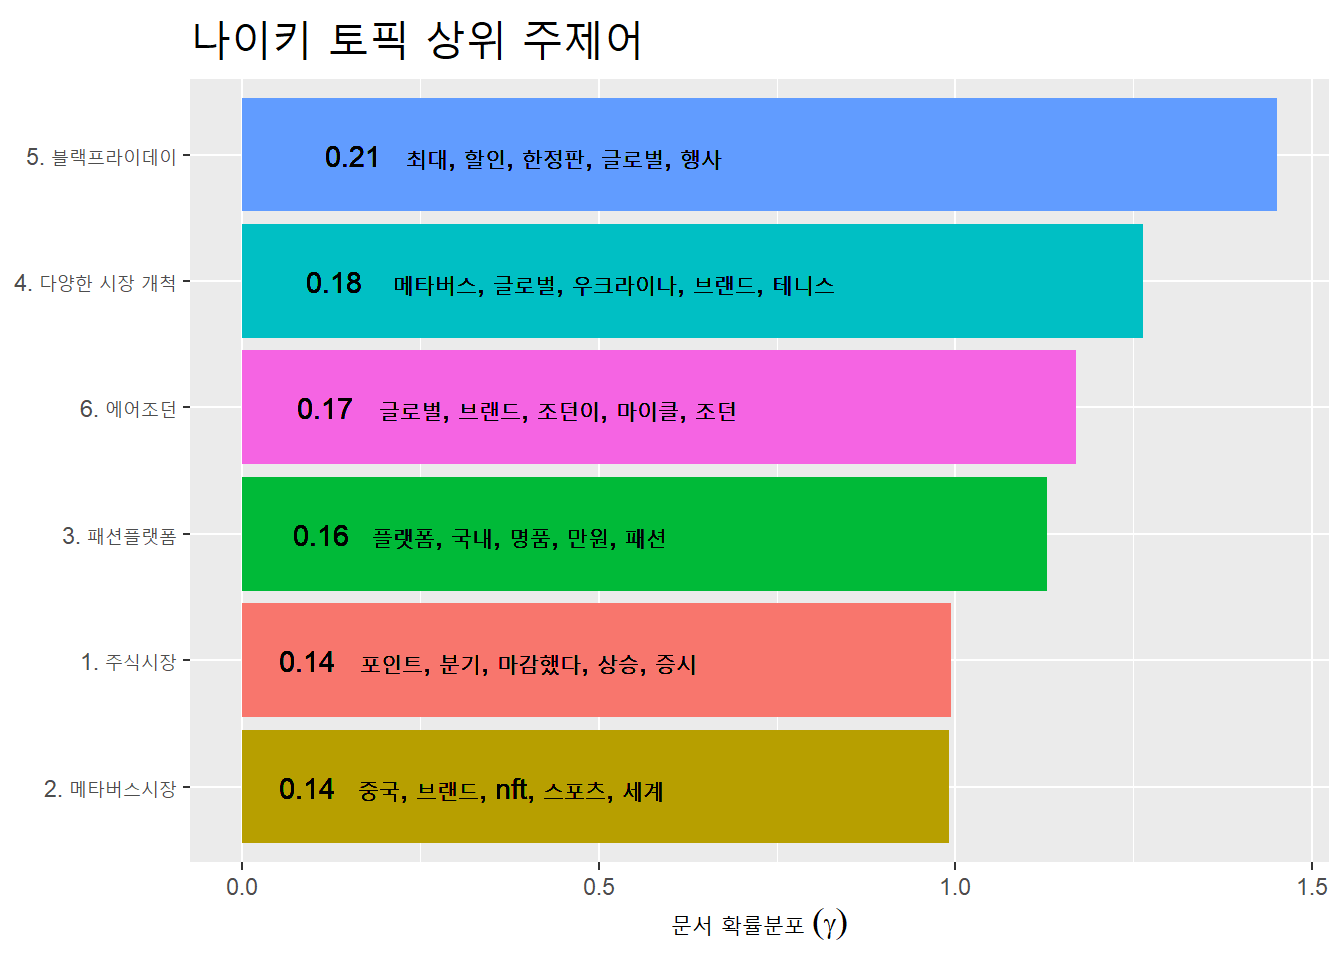 나이키 토픽 상위 주제어
5. 블랙프라이데이
0.21 최대, 할인, 한정판, 글로벌, 행사
4. 다양한 시장 개척
0.18 메타버스, 글로벌, 우크라이나, 브랜드, 테니스
6. 에어조던
0.17 글로벌, 브랜드, 조던이, 마이클, 조던
3. 패션플랫폼
0.16 플랫폼, 국내, 명품, 만원, 패션
1. 주식시장
0.14 포인트, 분기, 마감했다, 상승, 증시
2. 메타버스시장
0.14 중국, 브랜드, nft, 스포츠, 세계
0.0 0.5 1.0 1.5
문서 확률분포 (γ)